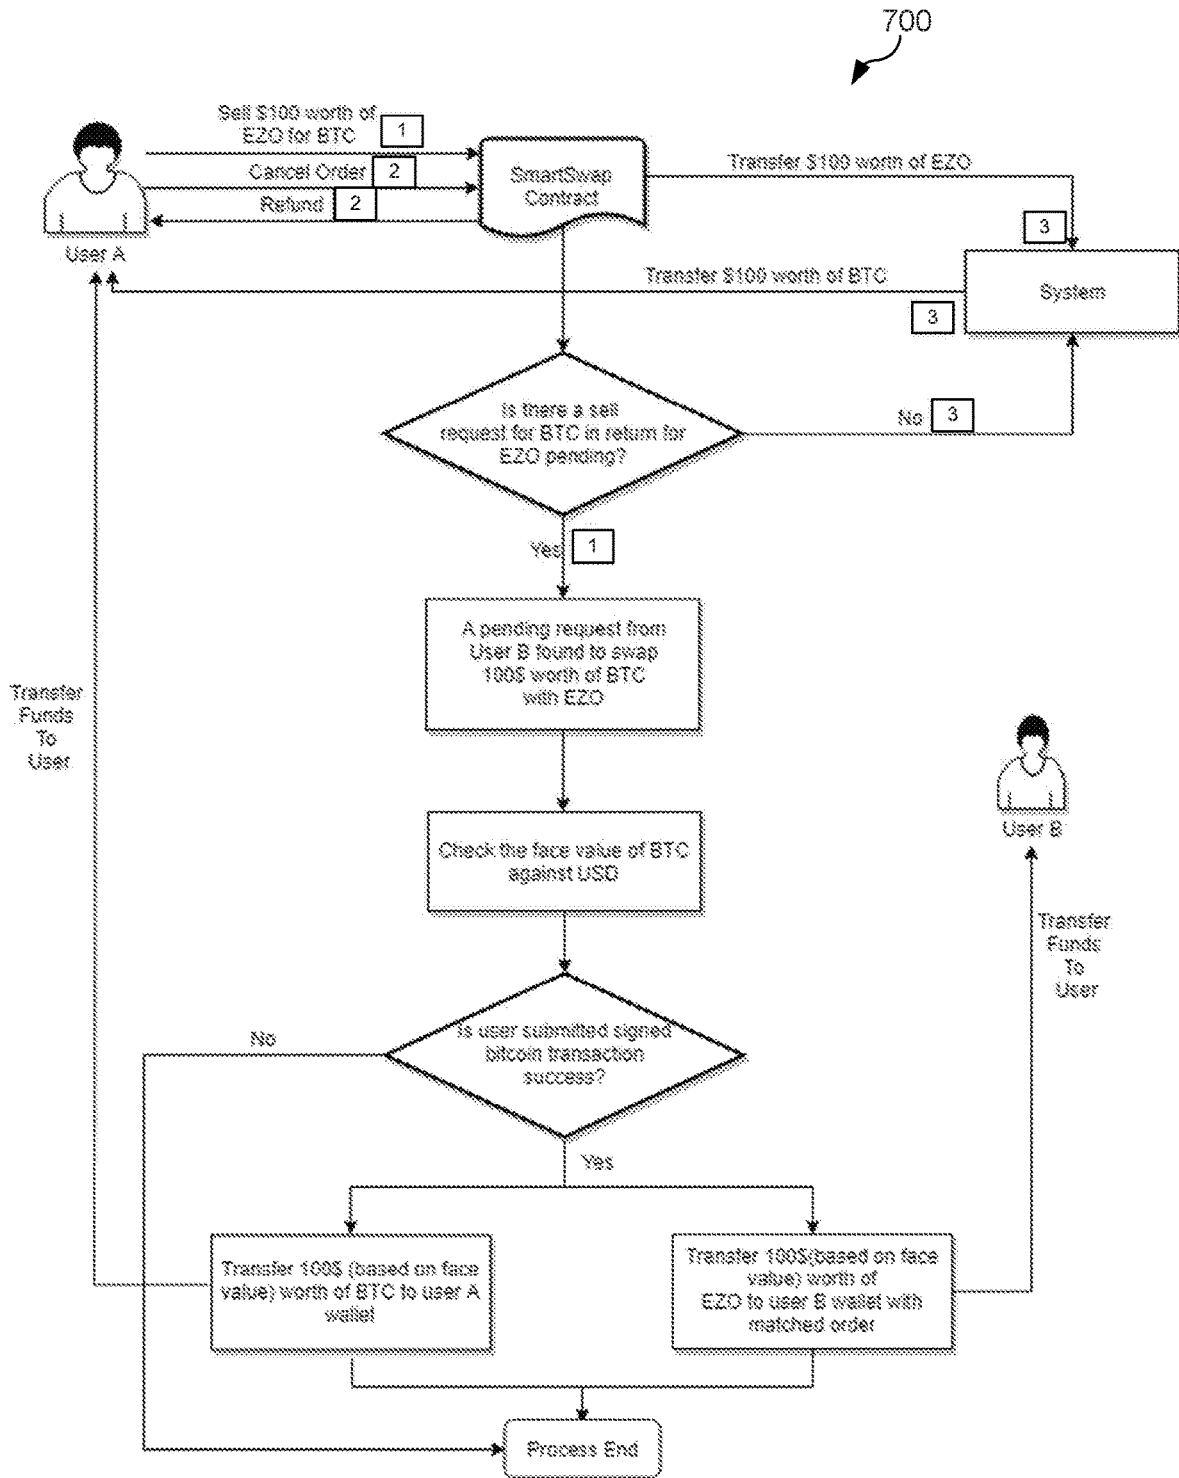 700
Sell $100 worth of
EZO for BTC
1
Cancel Order
2
Refund
2
User A
SmartSwap
Contract
Transfer $100 worth of EZO
3
Transfer $100 worth of BTC
3
System
Is there a sell
request for BTC in return for
EZO pending?
No
3
Yes
1
A pending request from
User B found to swap
100$ worth of BTC
with EZO
Transfer
Funds
To
User
User B
Check the face value of BTC
against USD
Transfer
Funds
To
User
No
Is user submitted signed
bitcoin transaction
success?
Yes
Transfer 100$ (based on face
value) worth of BTC to user A
wallet
Transfer 100$(based on face
value) worth of
EZO to user B wallet with
matched order
Process End